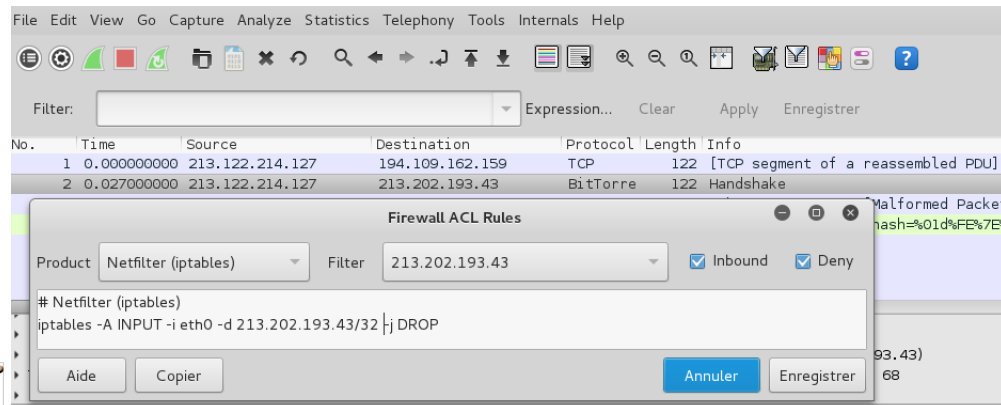 File Edit View Go Capture Analyze Statistics Telephony Tools Internals Help
Filter: Expression... Clear Apply Enregistrer
No. Time Source Destination Protocol Length Info
1 0.000000000 213.122.214.127 194.109.162.159 TCP 122 [TCP segment of a reassembled PDU]
2 0.027000000 213.122.214.127 213.202.193.43 BitTorre 122 Handshake
Malformed Packe
hash=%01d%FE%7E%
Firewall ACL Rules
Product Netfilter (iptables) Filter 213.202.193.43 Inbound Deny
# Netfilter (iptables)
iptables -A INPUT -i eth0 -d 213.202.193.43/32 -j DROP
93.43)
Aide Copier Annuler Enregistrer
68